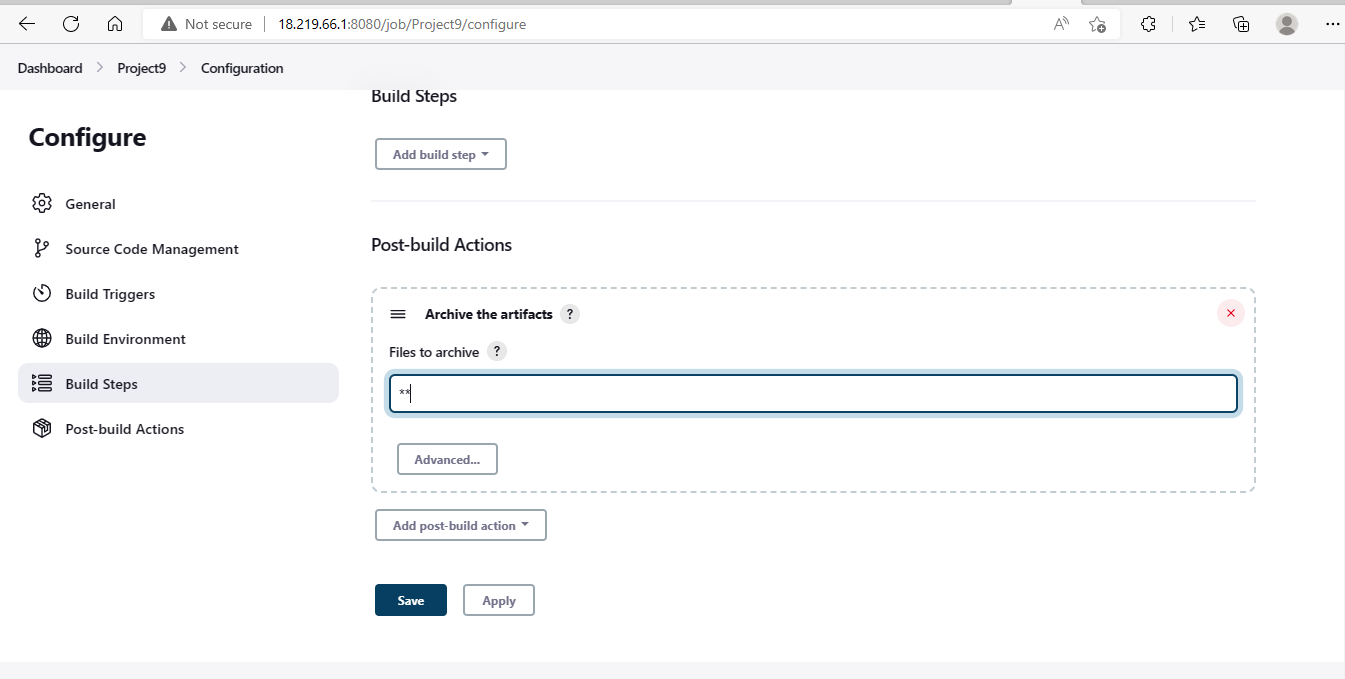 Not secure 18.219.66.1:8080/job/Project9/configure
Dashboard Project9 Configuration
Configure
General
Source Code Management
Build Triggers
Build Environment
Build Steps
Post-build Actions
Build Steps
Add build step
Post-build Actions
Archive the artifacts ?
Files to archive ?
**
Advanced...
Add post-build action
Save Apply